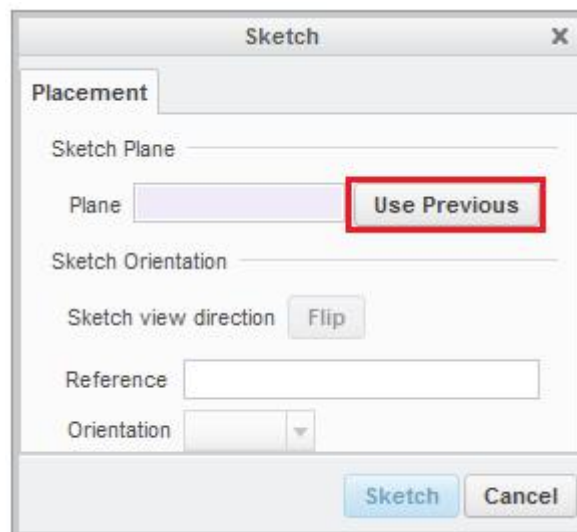 Sketch
Placement
Sketch Plane
Plane Use Previous
Sketch Orientation
Sketch view direction Flip
Reference
Orientation
Sketch Cancel